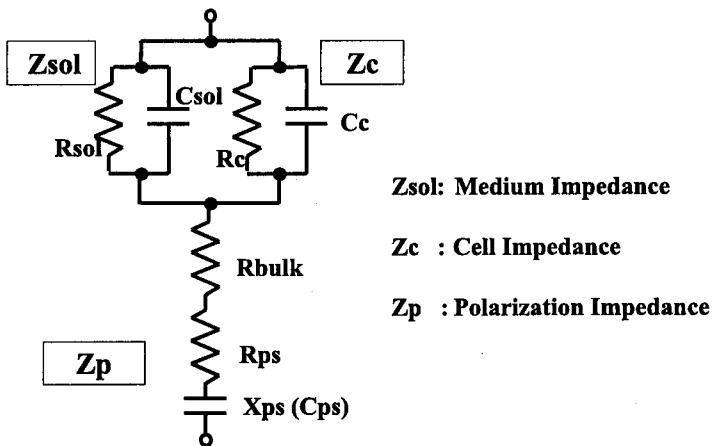 Zsol
Zc
Csol
Cc
Rsol
Rc
Zsol: Medium Impedance
Rbulk
Zc : Cell Impedance
Zp : Polarization Impedance
Zp
Rps
Xps (Cps)